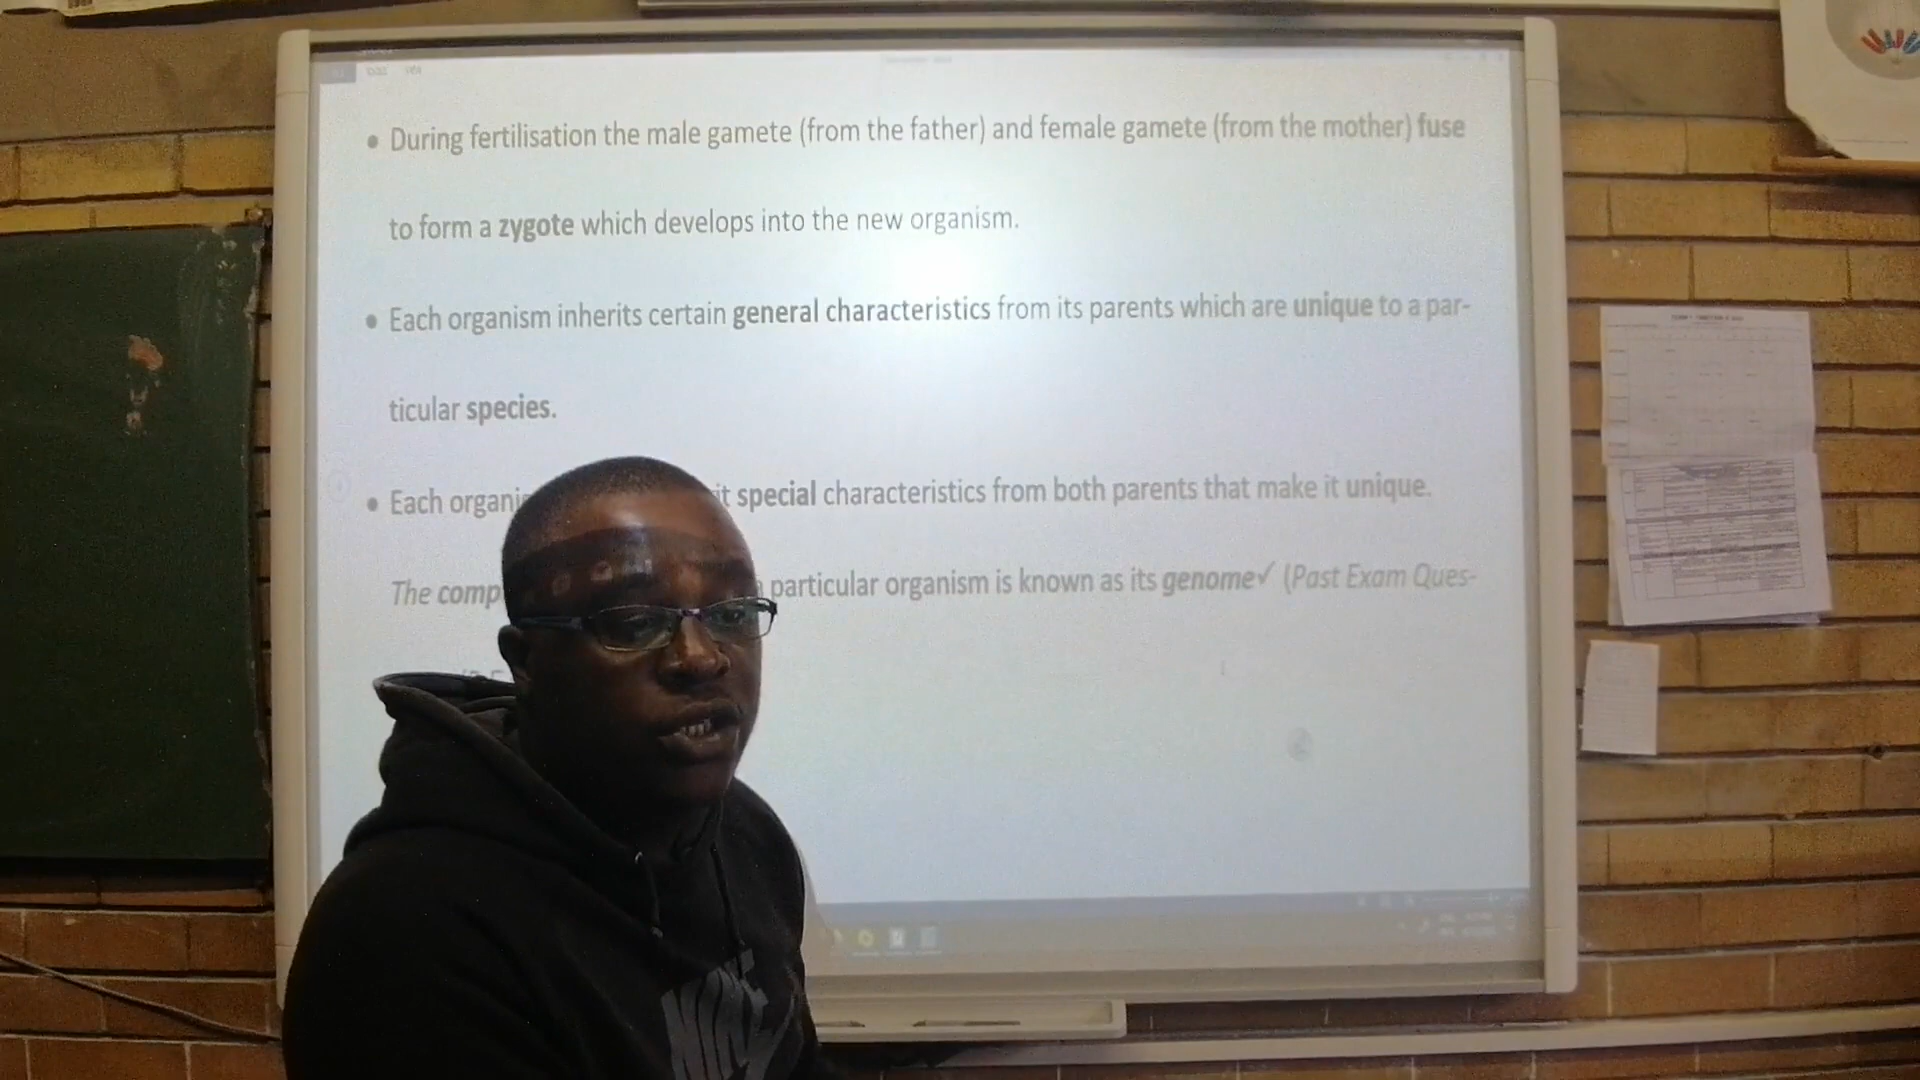 • During fertilisation the male gamete (from the father) and female gamete (from the mother) fuse
to form a zygote which develops into the new organism.
• Each organism inherits certain general characteristics from its parents which are unique to a par-
ticular species.
• Each organi it special characteristics from both parents that make it unique.
The comp particular organism is known as its genome✓ (Past Exam Ques-